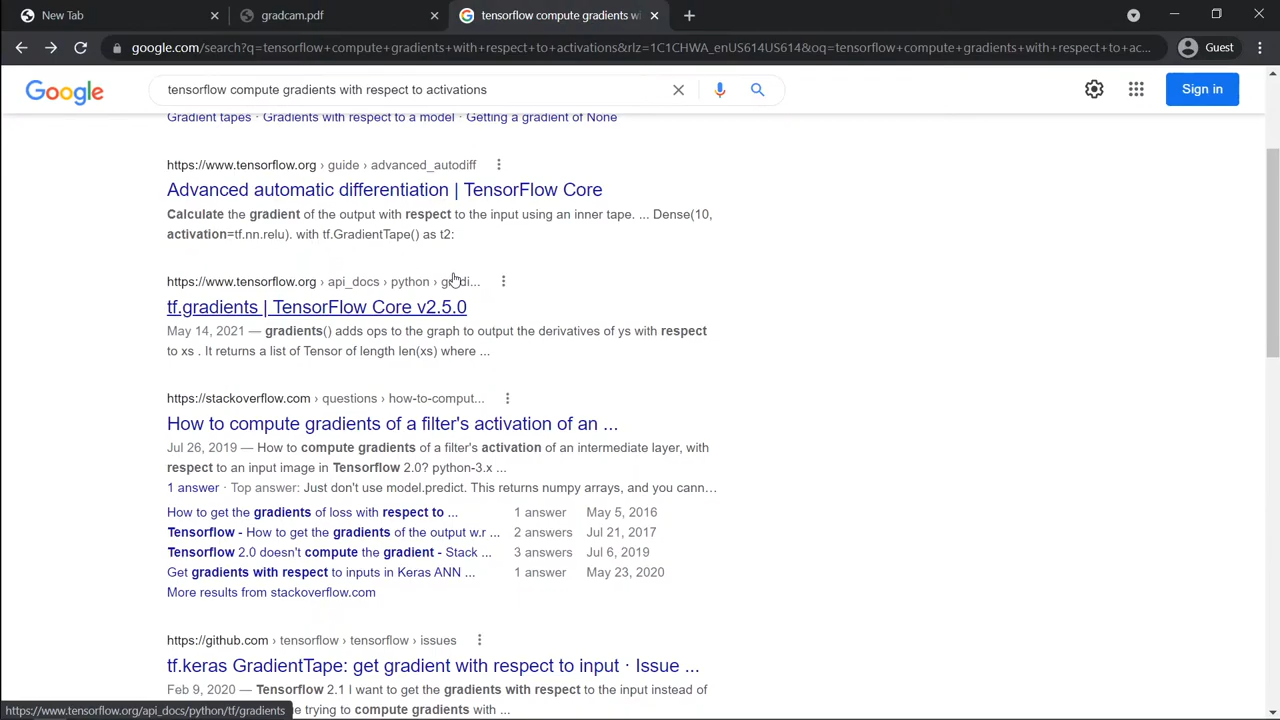 New Tab
gradcam.pdf
tensorflow compute gradients wi
google.com/search?q=tensorflow+compute+gradients+with+respect+to+activations&rlz=1C1CHWA_enUS614US614&oq=tensorflow+compute+gradients+with+respect+to+ac...
Guest
Google
tensorflow compute gradients with respect to activations
Sign in
Gradient tapes · Gradients with respect to a model · Getting a gradient of None
https://www.tensorflow.org › guide › advanced_autodiff
Advanced automatic differentiation | TensorFlow Core
Calculate the gradient of the output with respect to the input using an inner tape. ... Dense(10,
activation=tf.nn.relu). with tf.GradientTape() as t2:
https://www.tensorflow.org › api_docs › python › gradi...
tf.gradients | TensorFlow Core v2.5.0
May 14, 2021 — gradients() adds ops to the graph to output the derivatives of ys with respect
to xs . It returns a list of Tensor of length len(xs) where ...
https://stackoverflow.com › questions › how-to-comput...
How to compute gradients of a filter's activation of an ...
Jul 26, 2019 — How to compute gradients of a filter's activation of an intermediate layer, with
respect to an input image in Tensorflow 2.0? python-3.x ...
1 answer · Top answer: Just don't use model.predict. This returns numpy arrays, and you cann...
How to get the gradients of loss with respect to ... 1 answer May 5, 2016
Tensorflow - How to get the gradients of the output w.r ... 2 answers Jul 21, 2017
Tensorflow 2.0 doesn't compute the gradient - Stack ... 3 answers Jul 6, 2019
Get gradients with respect to inputs in Keras ANN ... 1 answer May 23, 2020
More results from stackoverflow.com
https://github.com › tensorflow › tensorflow › issues
tf.keras GradientTape: get gradient with respect to input · Issue ...
Feb 9, 2020 — Tensorflow 2.1 I want to get the gradients with respect to the input instead of
https://www.tensorflow.org/api_docs/python/tf/gradients
e trying to compute gradients with ...